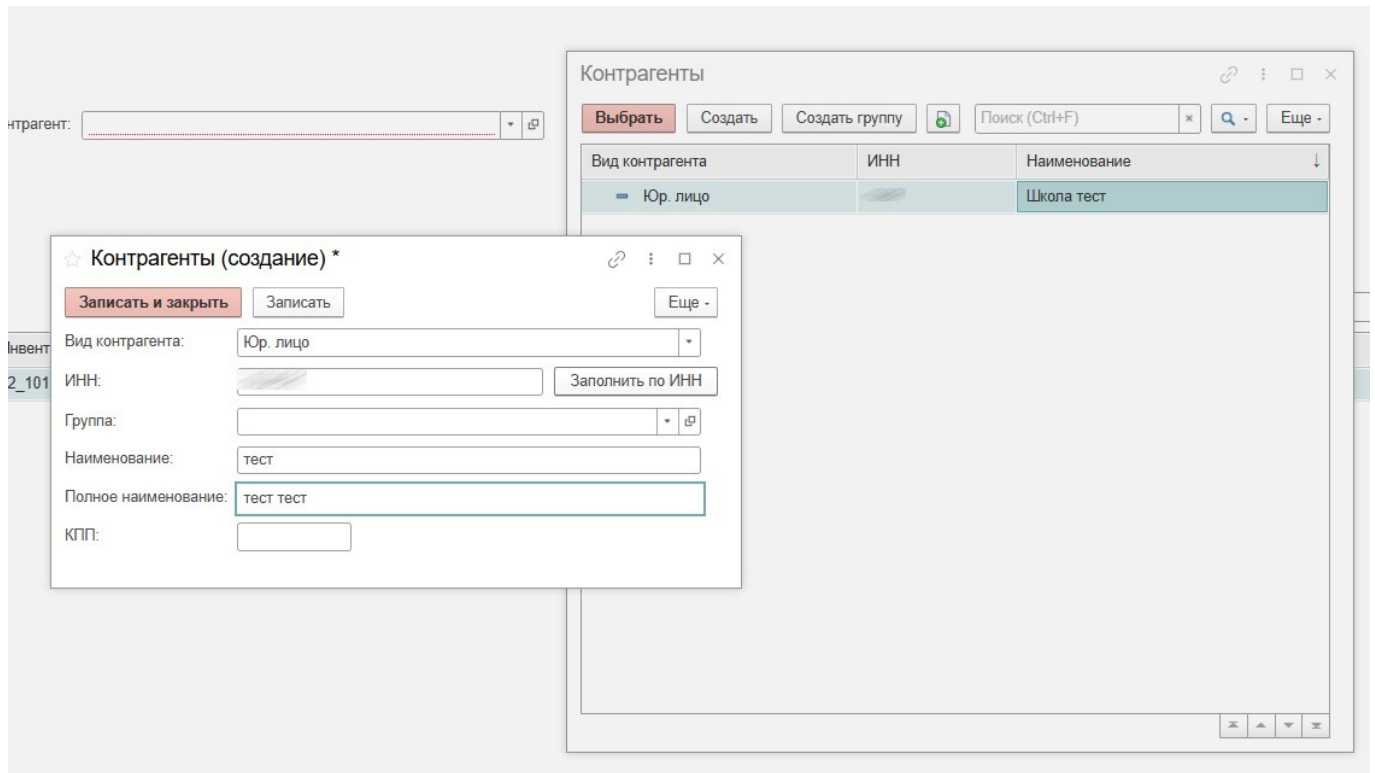 нтрагент:
Контрагенты
Выбрать Создать Создать группу Поиск (Ctrl+F) Еще
Вид контрагента ИНН Наименование
Юр. лицо Школа тест
Контрагенты (создание) *
Записать и закрыть Записать Еще
Вид контрагента: Юр. лицо
ИНН: Заполнить по ИНН
Группа:
Наименование: тест
Полное наименование: тест тест
КПП:
Инвент
2_101